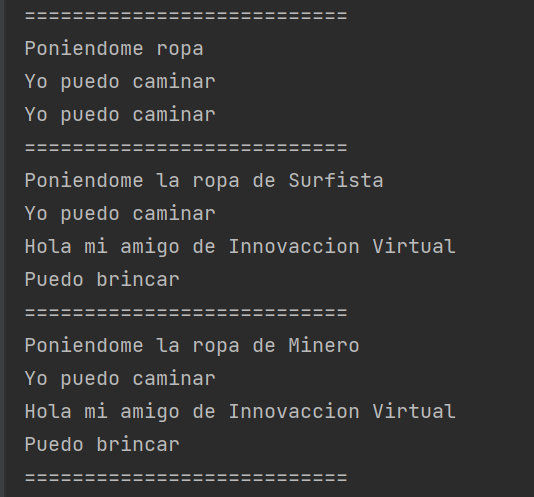 ===========================
Poniendome ropa
Yo puedo caminar
Yo puedo caminar
===========================
Poniendome la ropa de Surfista
Yo puedo caminar
Hola mi amigo de Innovaccion Virtual
Puedo brincar
===========================
Poniendome la ropa de Minero
Yo puedo caminar
Hola mi amigo de Innovaccion Virtual
Puedo brincar
===========================